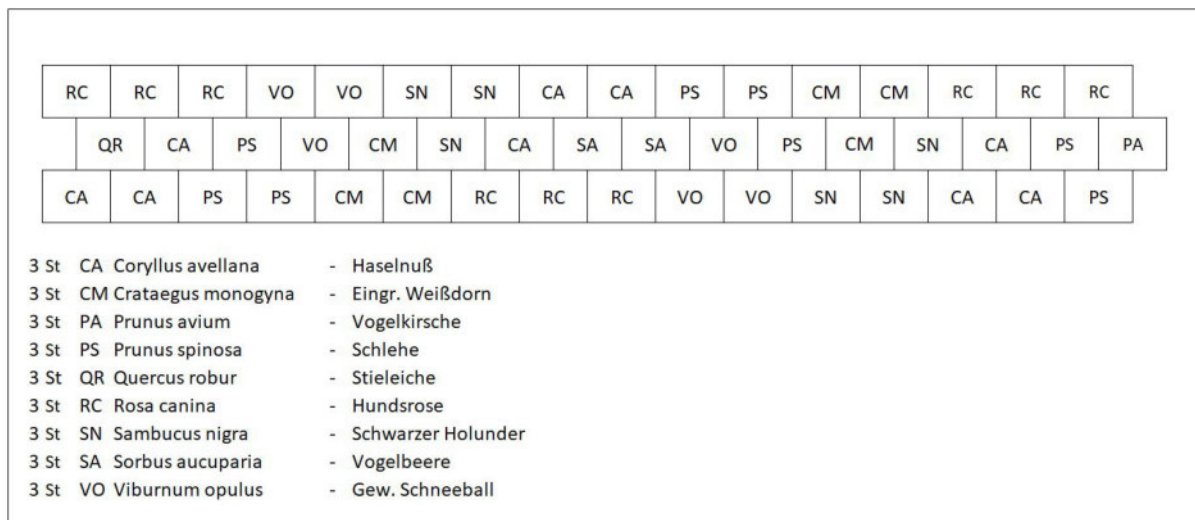 RC RC RC VO VO SN SN CA CA PS PS CM CM RC RC RC
QR CA PS VO CM SN CA SA SA VO PS CM SN CA PS PA
CA CA PS PS CM CM RC RC RC VO VO SN SN CA CA PS
3 St CA Coryllus avellana - Haselnuß
3 St CM Crataegus monogyna - Eingr. Weißdorn
3 St PA Prunus avium - Vogelkirsche
3 St PS Prunus spinosa - Schlehe
3 St QR Quercus robur - Stieleiche
3 St RC Rosa canina - Hundsrose
3 St SN Sambucus nigra - Schwarzer Holunder
3 St SA Sorbus aucuparia - Vogelbeere
3 St VO Viburnum opulus - Gew. Schneeball